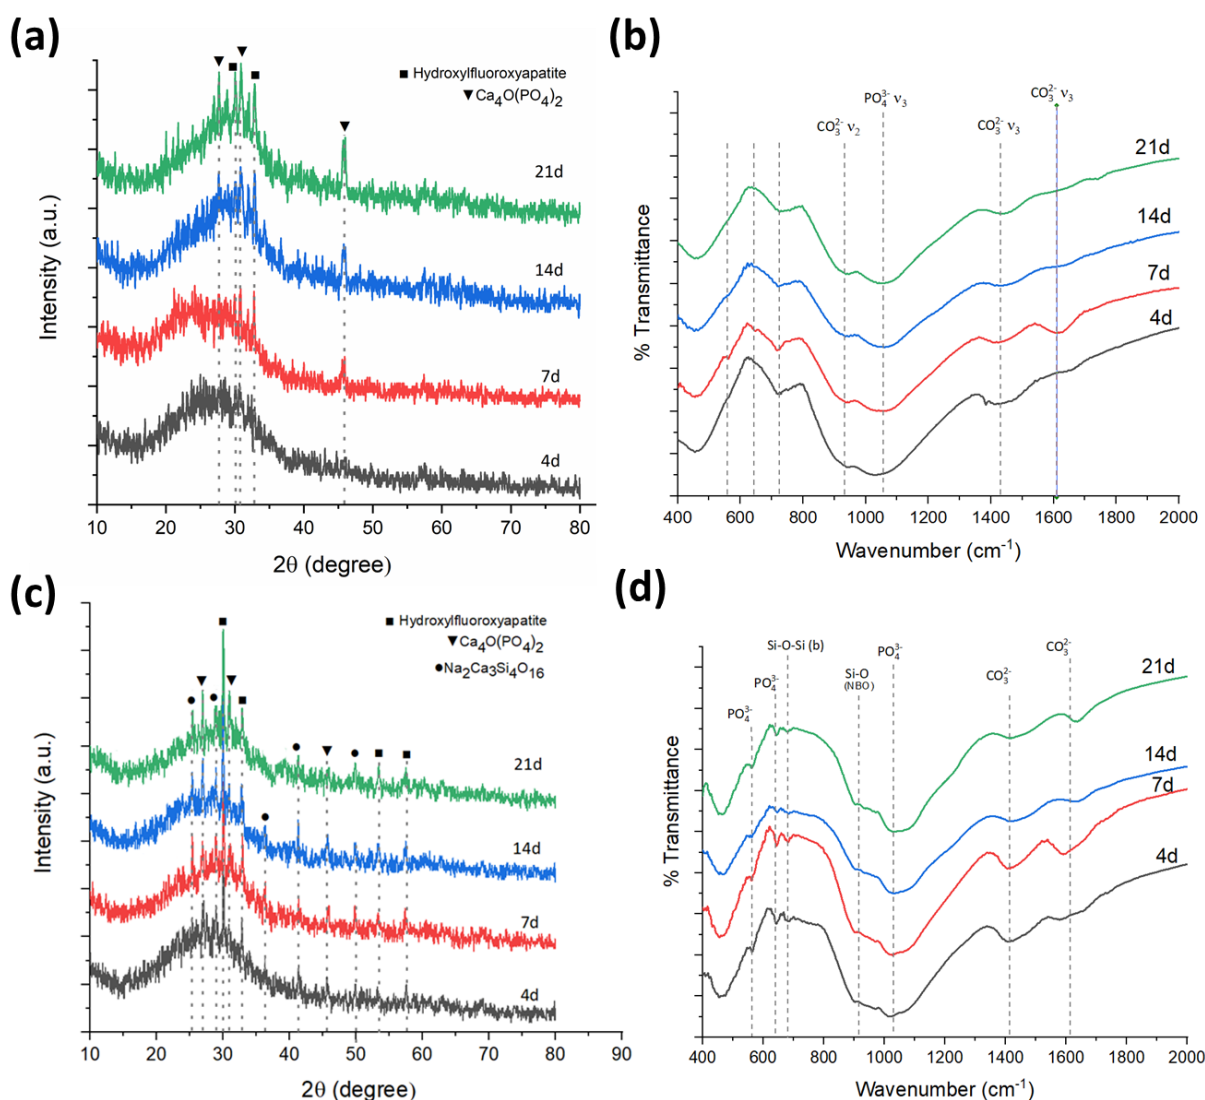 (a)
■ Hydroxylfluoroxyapatite
▼Ca₄O(PO₄)₂
21d
14d
7d
4d
Intensity (a.u.)
10 20 30 40 50 60 70 80
2θ (degree)
(b)
CO₃²⁻ ν₂
PO₄³⁻ ν₃
CO₃²⁻ ν₃
CO₃²⁻ ν₃
21d
14d
7d
4d
% Transmittance
400 600 800 1000 1200 1400 1600 1800 2000
Wavenumber (cm⁻¹)
(c)
■ Hydroxylfluoroxyapatite
▼Ca₄O(PO₄)₂
●Na₂Ca₃Si₄O₁₆
21d
14d
7d
4d
Intensity (a.u.)
10 20 30 40 50 60 70 80 90
2θ (degree)
(d)
PO₄³⁻
PO₄³⁻
Si-O-Si (b)
Si-O
(NBO)
PO₄³⁻
CO₃²⁻
CO₃²⁻
21d
14d
7d
4d
% Transmittance
400 600 800 1000 1200 1400 1600 1800 2000
Wavenumber (cm⁻¹)